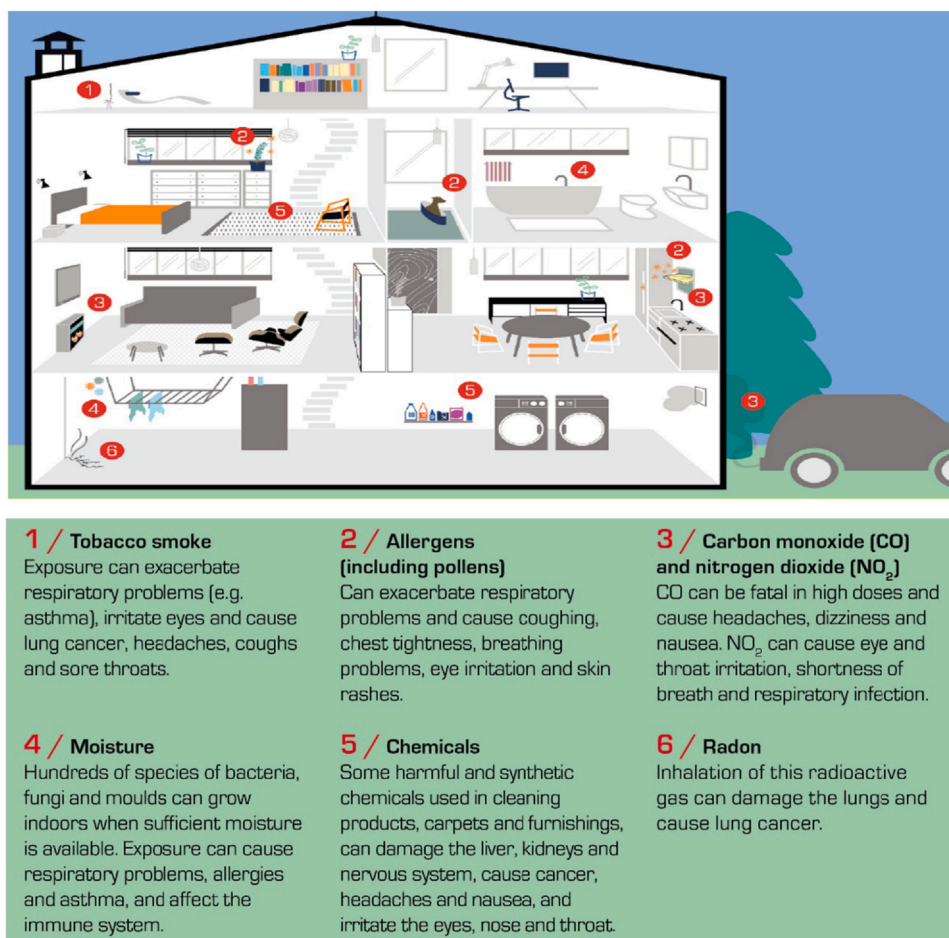 1
2
2
4
5
2
3
3
5
4
3
6
1 / Tobacco smoke
Exposure can exacerbate
respiratory problems (e.g.
asthma), irritate eyes and cause
lung cancer, headaches, coughs
and sore throats.
2 / Allergens
(including pollens)
Can exacerbate respiratory
problems and cause coughing,
chest tightness, breathing
problems, eye irritation and skin
rashes.
3 / Carbon monoxide (CO)
and nitrogen dioxide (NO₂)
CO can be fatal in high doses and
cause headaches, dizziness and
nausea. NO₂ can cause eye and
throat irritation, shortness of
breath and respiratory infection.
4 / Moisture
Hundreds of species of bacteria,
fungi and moulds can grow
indoors when sufficient moisture
is available. Exposure can cause
respiratory problems, allergies
and asthma, and affect the
immune system.
5 / Chemicals
Some harmful and synthetic
chemicals used in cleaning
products, carpets and furnishings,
can damage the liver, kidneys and
nervous system, cause cancer,
headaches and nausea, and
irritate the eyes, nose and throat.
6 / Radon
Inhalation of this radioactive
gas can damage the lungs and
cause lung cancer.